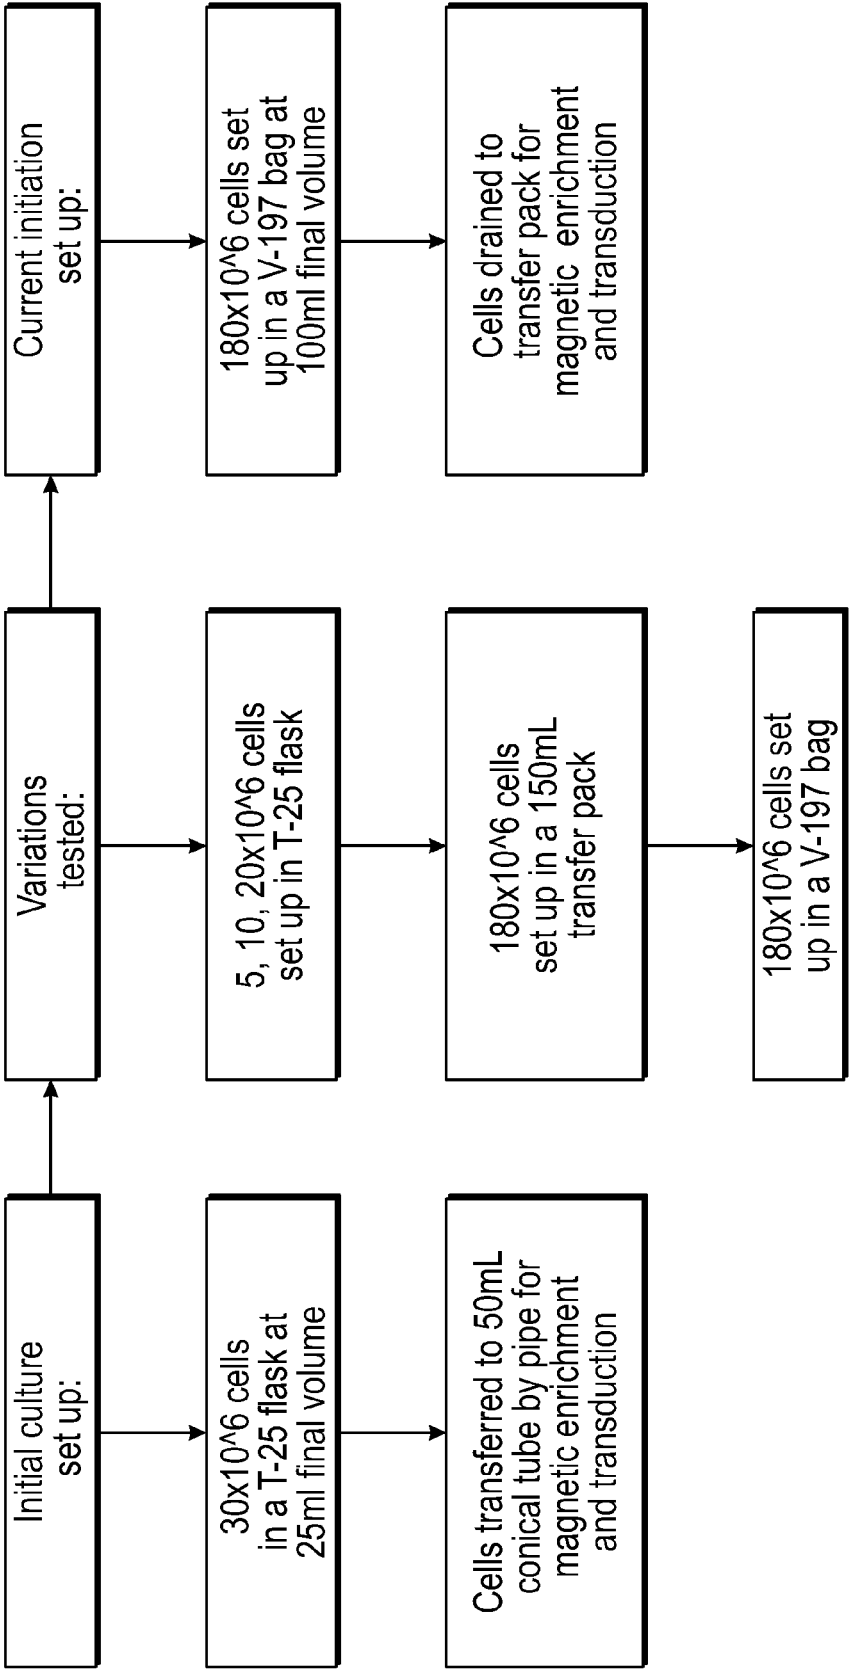 Initial culture
set up:
30x10^6 cells
in a T-25 flask at
25ml final volume
Cells transferred to 50mL
conical tube by pipe for
magnetic enrichment
and transduction
Variations
tested:
5, 10, 20x10^6 cells
set up in T-25 flask
180x10^6 cells
set up in a 150mL
transfer pack
180x10^6 cells set
up in a V-197 bag
Current initiation
set up:
180x10^6 cells set
up in a V-197 bag at
100ml final volume
Cells drained to
transfer pack for
magnetic enrichment
and transduction